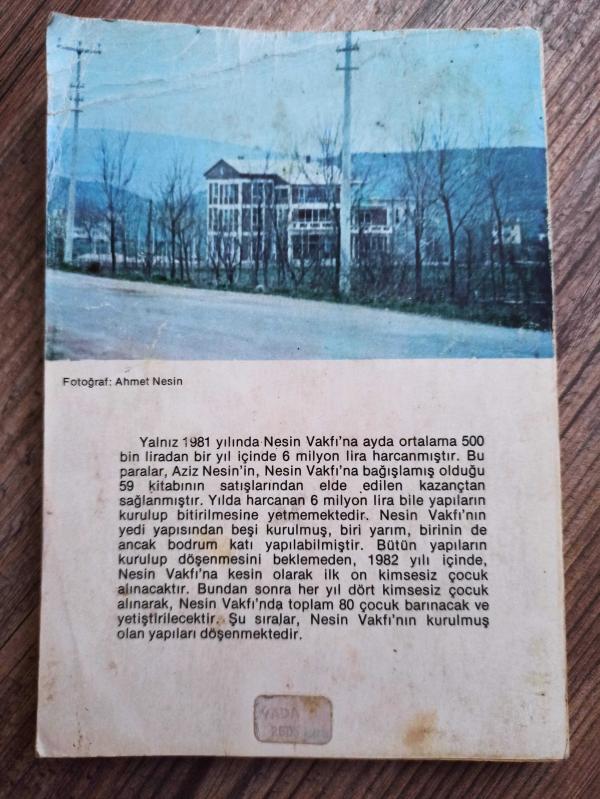 Fotoğraf: Ahmet Nesin
Yalnız 1981 yılında Nesin Vakfı'na ayda ortalama 500
bin liradan bir yıl içinde 6 milyon lira harcanmıştır. Bu
paralar, Aziz Nesin'in, Nesin Vakfı'na bağışlamış olduğu
59 kitabının satışlarından elde edilen kazançtan
sağlanmıştır. Yılda harcanan 6 milyon lira bile yapıların
kurulup bitirilmesine yetmemektedir. Nesin Vakfı'nın
yedi yapısından beşi kurulmuş, biri yarım, birinin de
ancak bodrum katı yapılabilmiştir. Bütün yapıların
kurulup döşenmesini beklemeden, 1982 yılı içinde,
Nesin Vakfı'na kesin olarak ilk on kimsesiz çocuk
alınacaktır. Bundan sonra her yıl dört kimsesiz çocuk
alınarak, Nesin Vakfı'nda toplam 80 çocuk barınacak ve
yetiştirilecektir. Şu sıralar, Nesin Vakfı'nın kurulmuş
olan yapıları döşenmektedir.